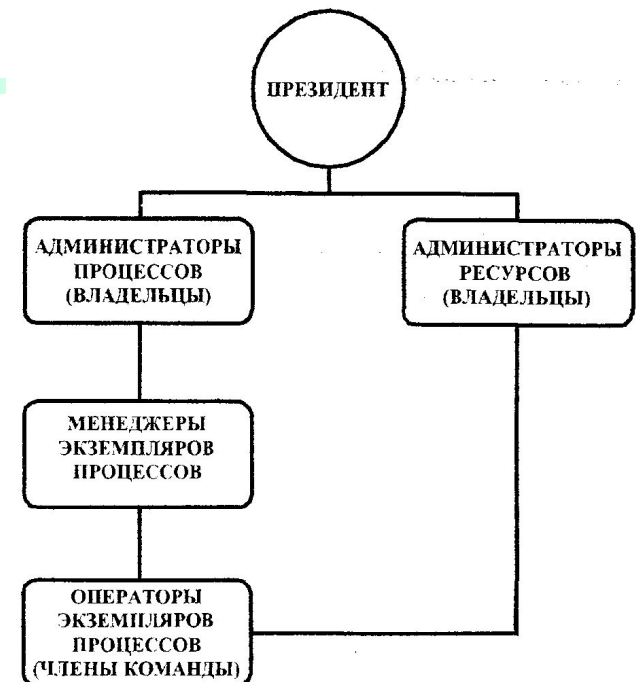 ПРЕЗИДЕНТ
АДМИНИСТРАТОРЫ
ПРОЦЕССОВ
(ВЛАДЕЛЬЦЫ)
АДМИНИСТРАТОРЫ
РЕСУРСОВ
(ВЛАДЕЛЬЦЫ)
МЕНЕДЖЕРЫ
ЭКЗЕМПЛЯРОВ
ПРОЦЕССОВ
ОПЕРАТОРЫ
ЭКЗЕМПЛЯРОВ
ПРОЦЕССОВ
(ЧЛЕНЫ КОМАНДЫ)